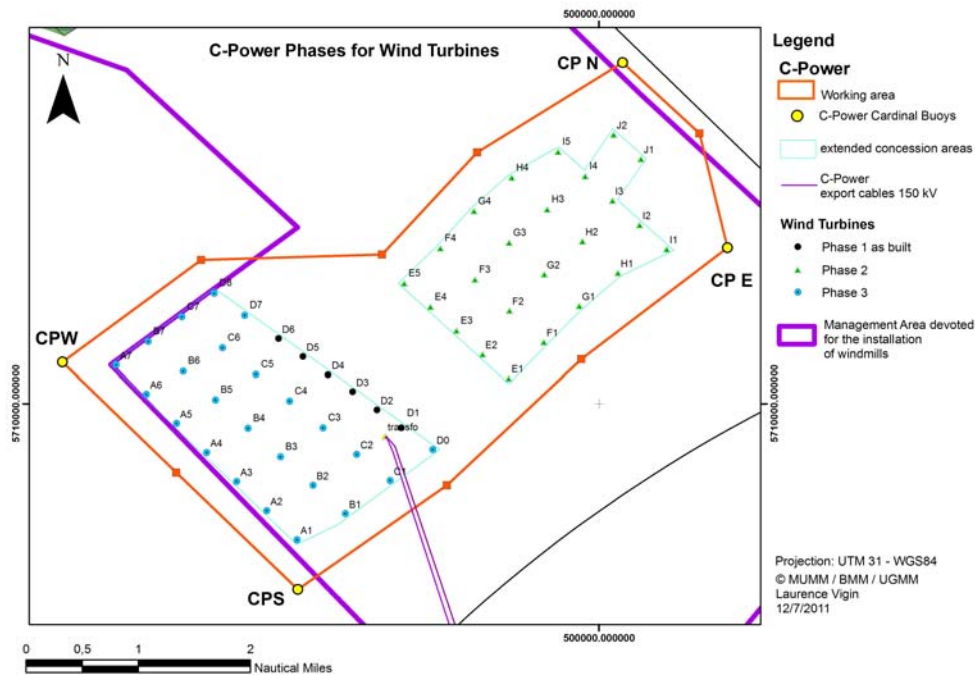 500000.000000
C-Power Phases for Wind Turbines
N
CP N
J2
I5
J1
H4
I4
I3
G4
H3
I2
F4
G3
H2
I1
CP E
E5
F3
G2
H1
D8
E4
F2
G1
C7
D7
E3
B7
D6
E2
F1
CPW
A7
C6
D5
E1
B6
D4
A6
C5
D3
B5
C4
D2
A5
B4
C3
D1
transfo
A4
B3
C2
D0
A3
B2
C1
A2
B1
A1
CPS
5710000.000000
5710000.000000
500000.000000
0 0,5 1 2
Nautical Miles
Legend
C-Power
Working area
C-Power Cardinal Buoys
extended concession areas
C-Power
export cables 150 kV
Wind Turbines
Phase 1 as built
Phase 2
Phase 3
Management Area devoted
for the installation
of windmills
Projection: UTM 31 - WGS84
© MUMM / BMM / UGMM
Laurence Vigin
12/7/2011